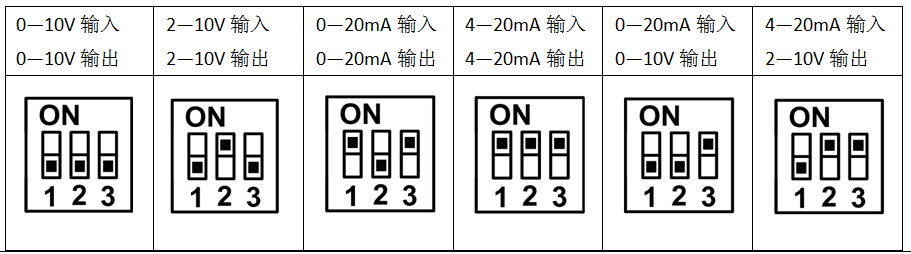 0—10V 输入
0—10V 输出
2—10V 输入
2—10V 输出
0—20mA 输入
0—20mA 输出
4—20mA 输入
4—20mA 输出
0—20mA 输入
0—10V 输出
4—20mA 输入
2—10V 输出
ON
1 2 3
ON
1 2 3
ON
1 2 3
ON
1 2 3
ON
1 2 3
ON
1 2 3